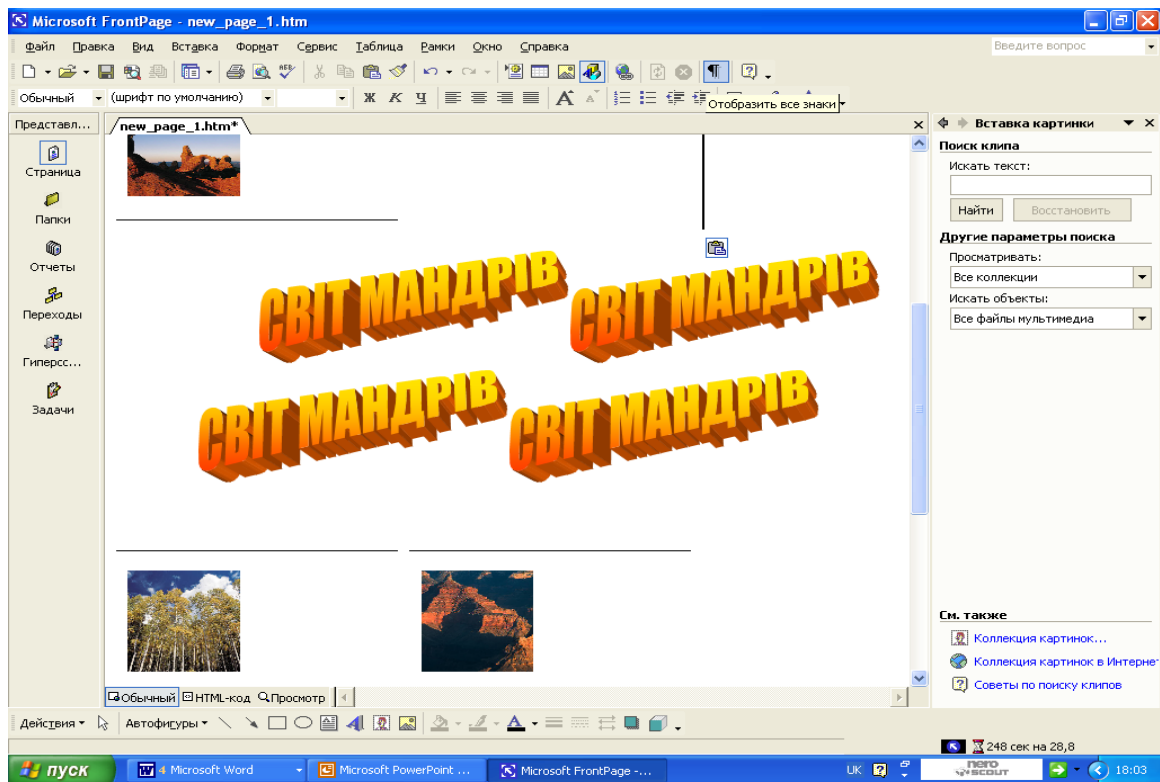 Microsoft FrontPage - new_page_1.htm
Файл Правка Вид Вставка Формат Сервис Таблица Рамки Окно Справка
Введите вопрос
Обычный (шрифт по умолчанию) Ж К Ч
Отобразить все знаки
Представл...
new_page_1.htm*
Вставка картинки
Страница
Папки
Отчеты
Переходы
Гиперсс...
Задачи
СВІТ МАНДРІВ СВІТ МАНДРІВ
СВІТ МАНДРІВ СВІТ МАНДРІВ
Поиск клипа
Искать текст:
Найти Восстановить
Другие параметры поиска
Просматривать:
Все коллекции
Искать объекты:
Все файлы мультимедиа
См. также
Коллекция картинок...
Коллекция картинок в Интерне
Советы по поиску клипов
Обычный HTML-код Просмотр
Действия Автофигуры
248 сек на 28,8
пуск 4 Microsoft Word Microsoft PowerPoint ... Microsoft FrontPage -... UK nero SCOUT 18:03